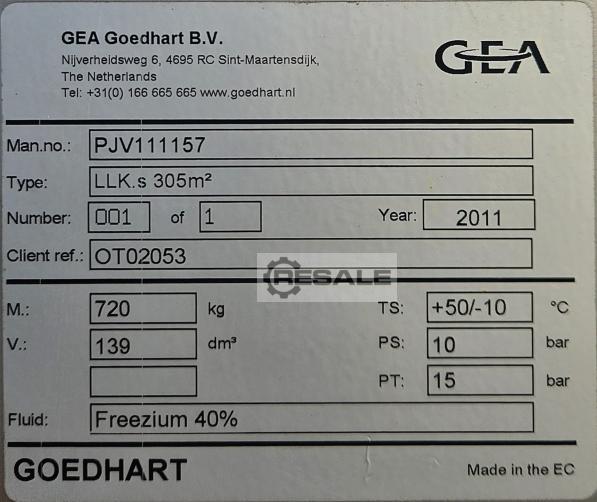 GEA Goedhart B.V.
Nijverheidsweg 6, 4695 RC Sint-Maartensdijk,
The Netherlands
Tel: +31(0) 166 665 665 www.goedhart.nl
GEA
Man.no.: PJV111157
Type: LLK.s 305m²
Number: 001 of 1 Year: 2011
Client ref.: OT02053
RESALE
M.: 720 kg TS: +50/-10 °C
V.: 139 dm³ PS: 10 bar
PT: 15 bar
Fluid: Freezium 40%
GOEDHART Made in the EC